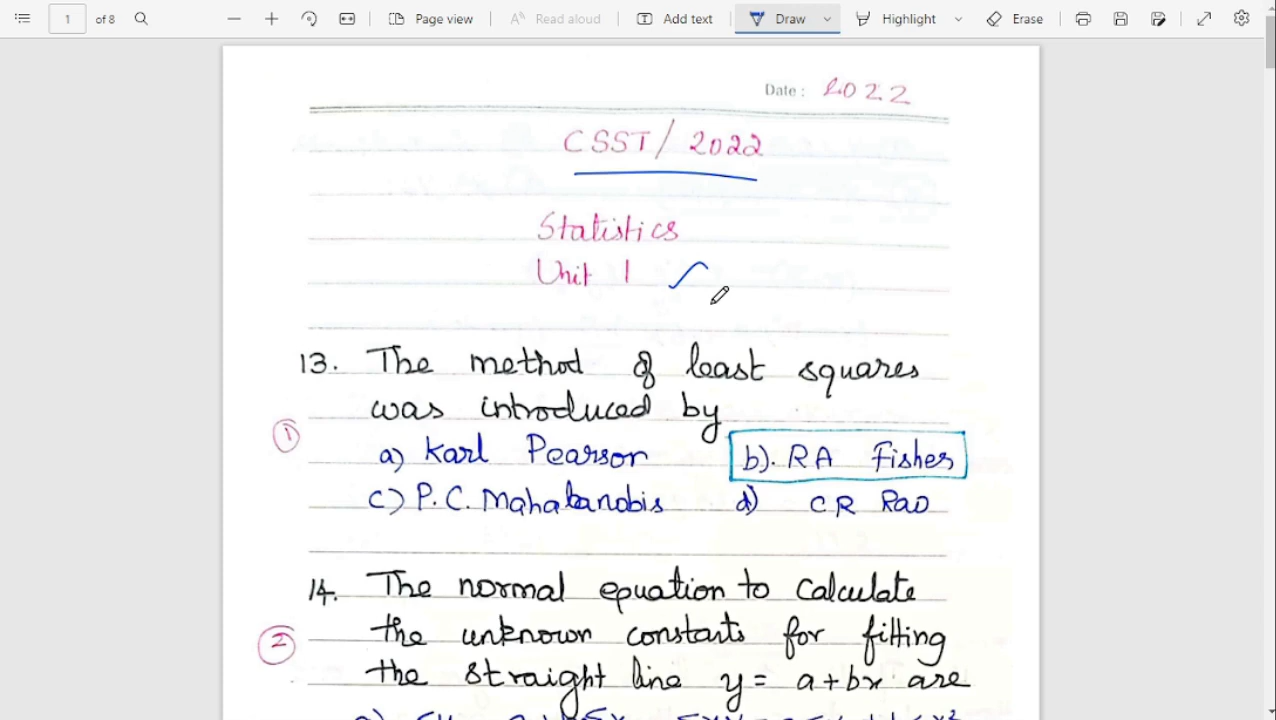 1 of 8 Page view Read aloud Add text Draw Highlight Erase
Date : 2022
CSST/2022
Statistics
Unit 1
13. The method of least squares
was introduced by
1
a) Karl Pearson b). RA Fisher
c) P.C. Mahalanobis d) CR Rao
14. The normal equation to calculate
2
the unknown constants for fitting
the straight line y = a+bx are